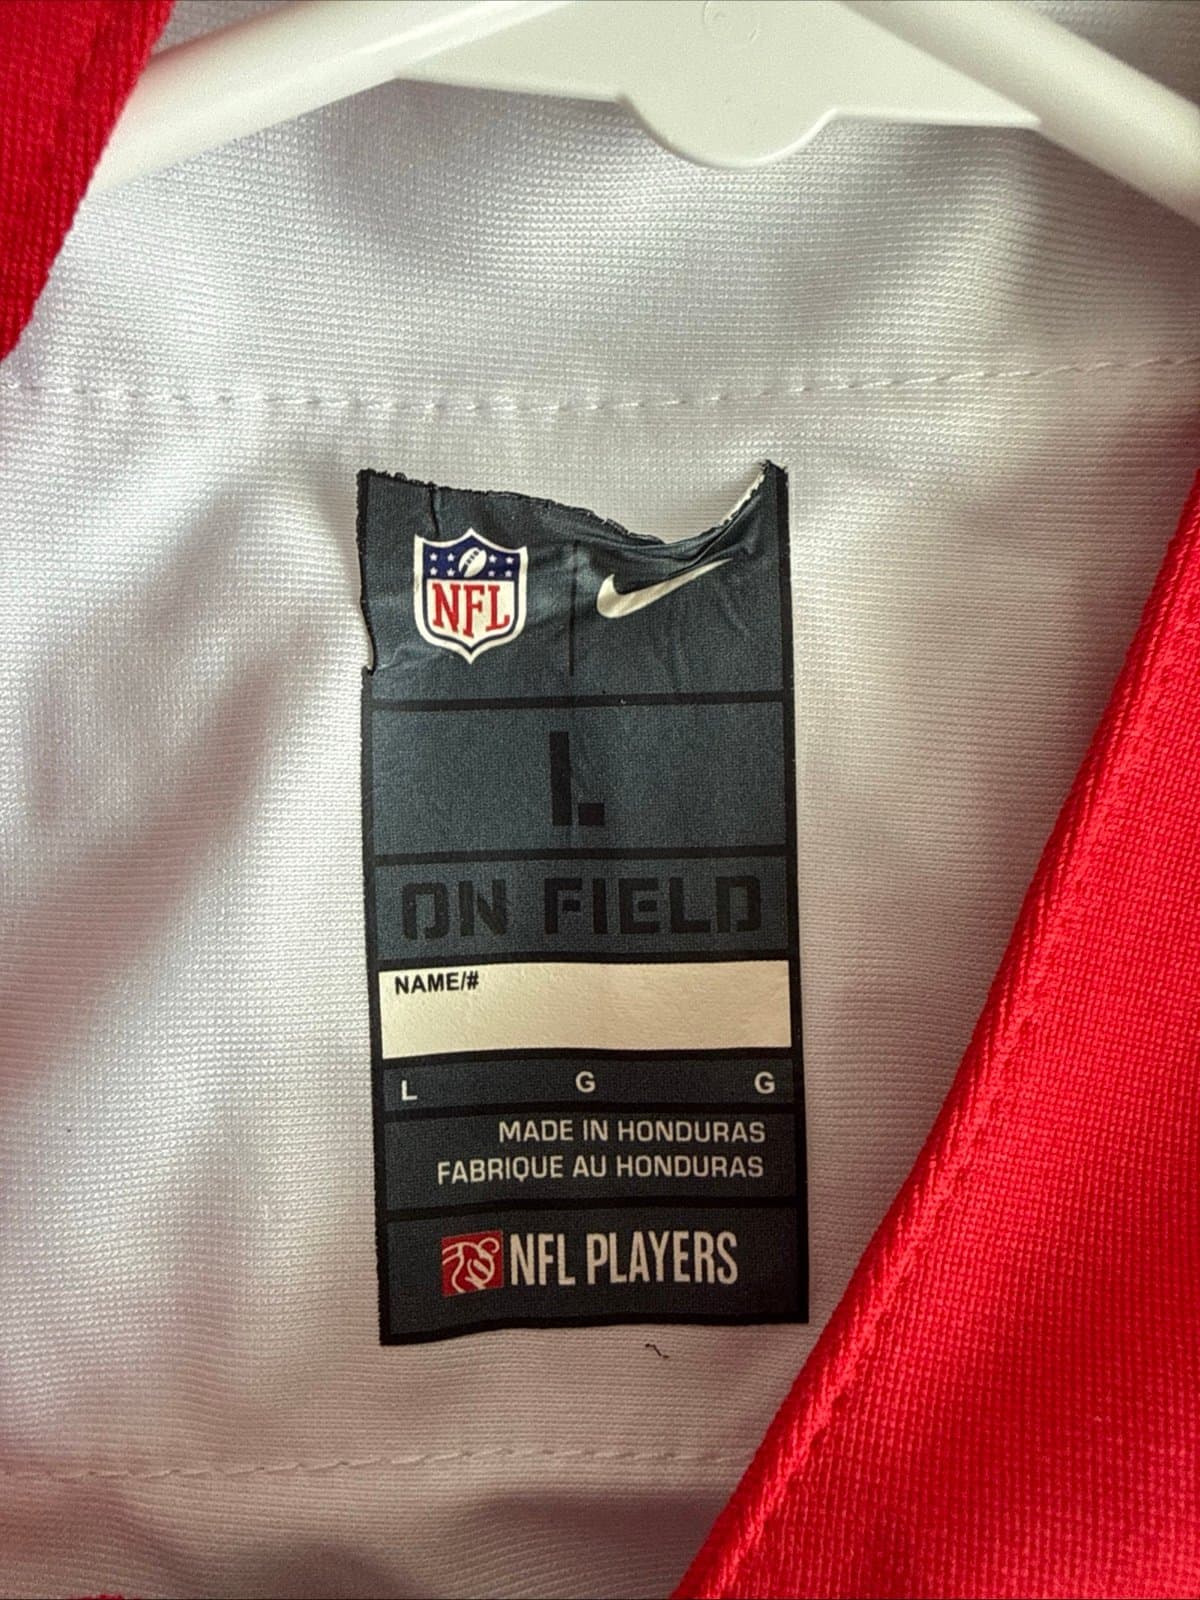 NFL
L
ON FIELD
NAME/#
L G G
MADE IN HONDURAS
FABRIQUE AU HONDURAS
NFL PLAYERS